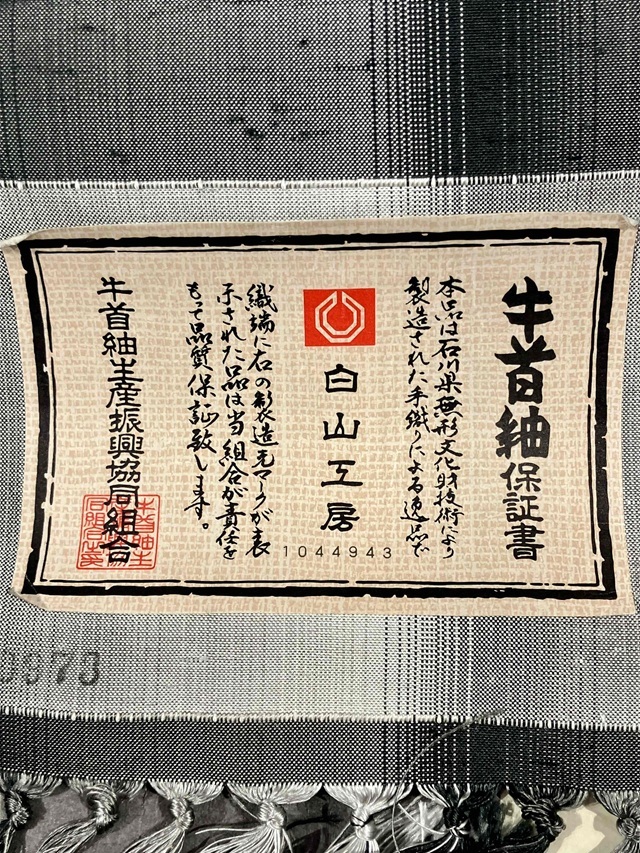 牛首紬保証書
本品は石川県無形文化財技術により
製造された手織りによる逸品で
白山工房
1044943
織端に右の製造元マークが表
示された品は当組合が責任を
もって品質保証致します。
牛首紬生産振興協同組合